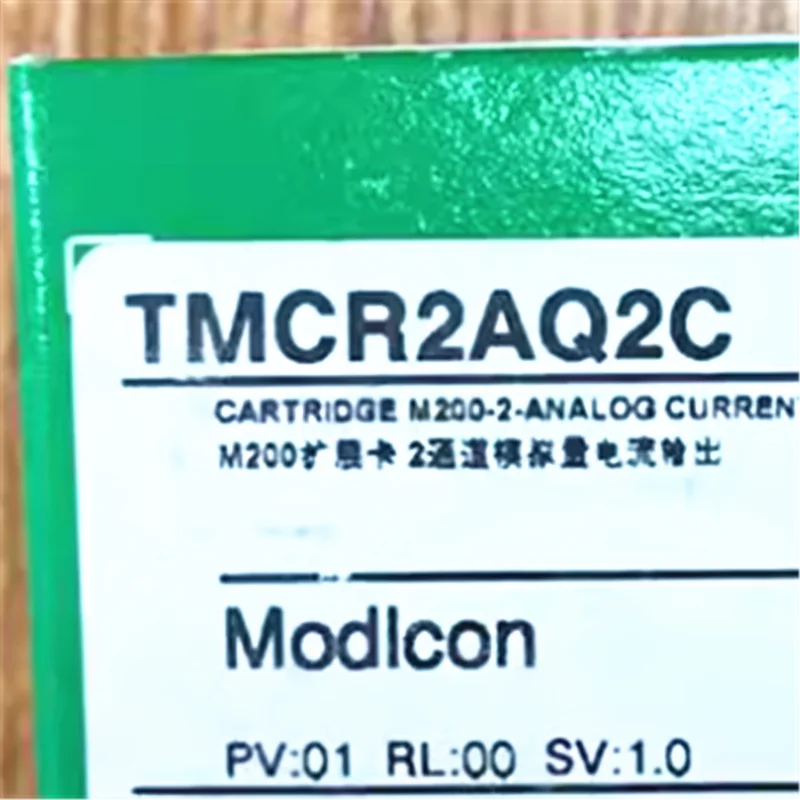 TMCR2AQ2C
CARTRIDGE M200-2-ANALOG CURREN
M200扩展卡 2通道模拟量电流输出
Modicon
PV:01 RL:00 SV:1.0